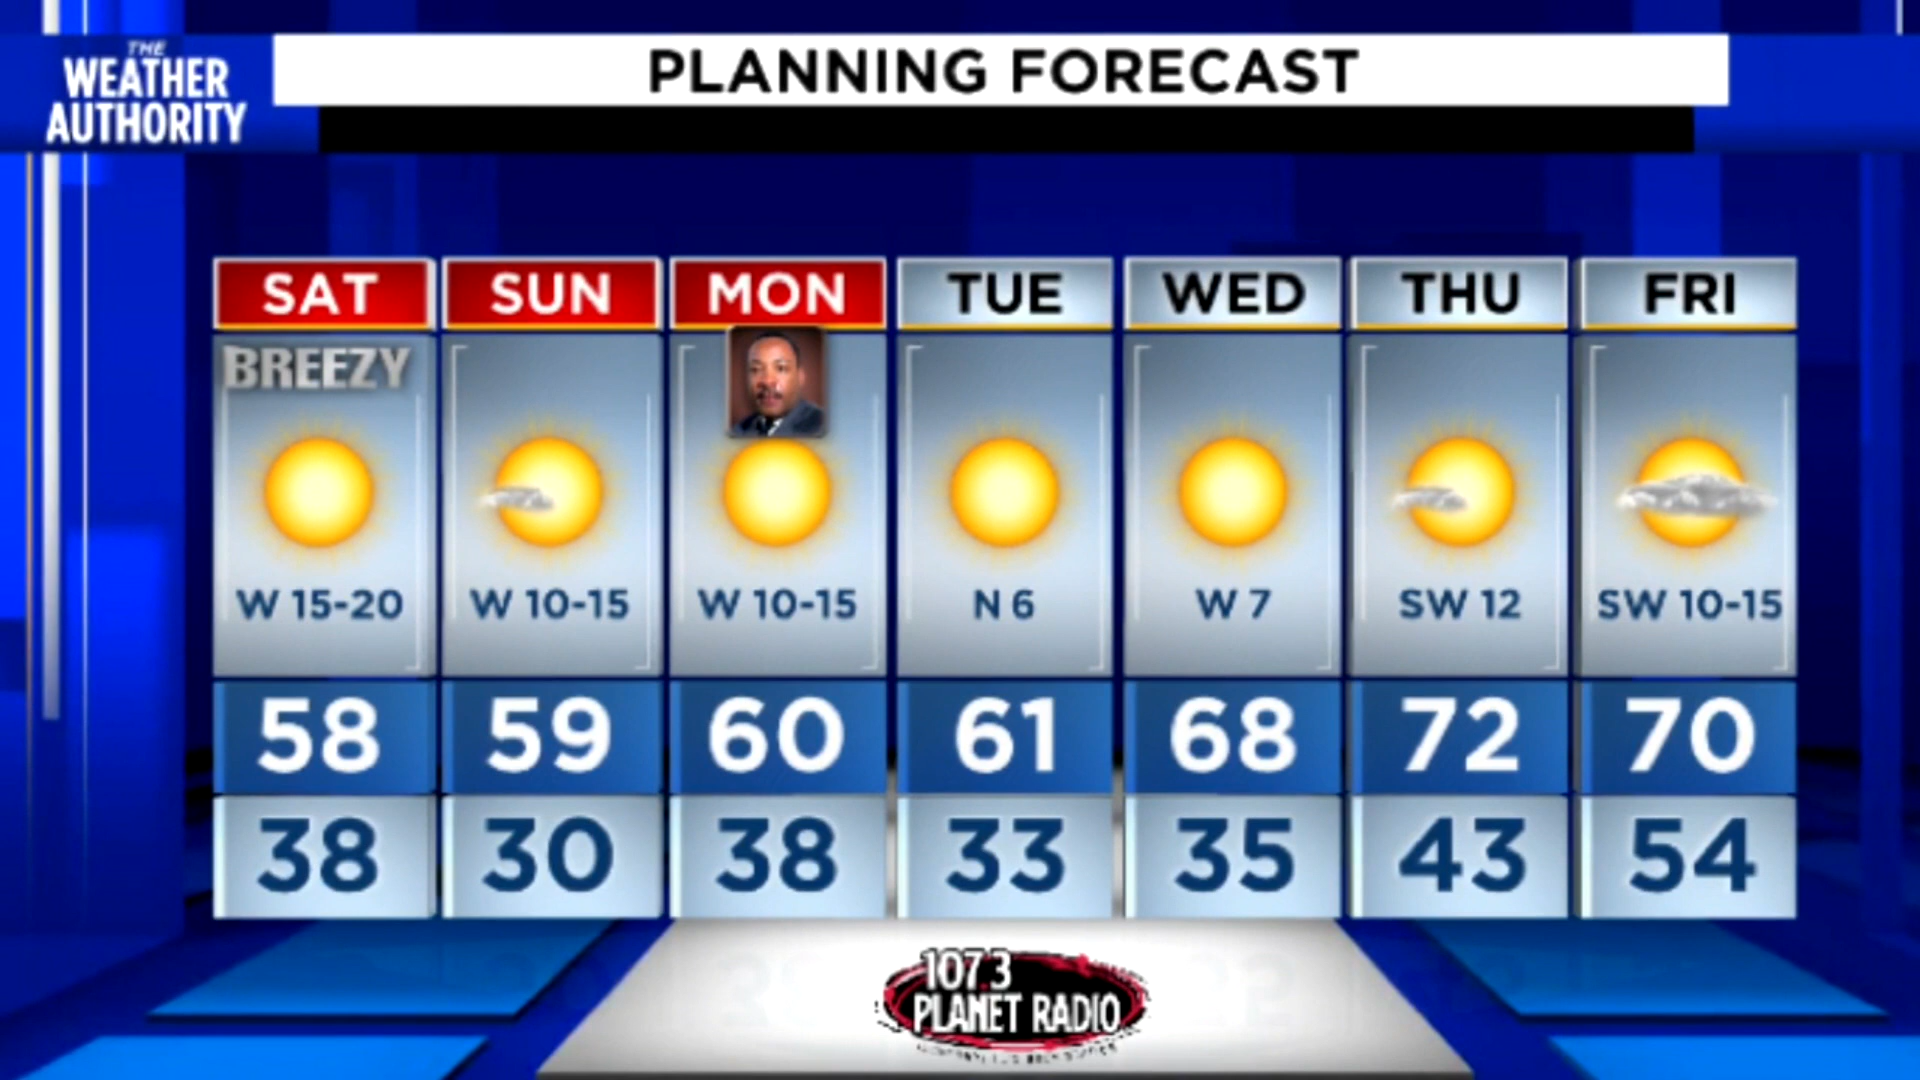 THE
WEATHER
AUTHORITY
PLANNING FORECAST
SAT SUN MON TUE WED THU FRI
BREEZY
W 15-20 W 10-15 W 10-15 N 6 W 7 SW 12 SW 10-15
58 59 60 61 68 72 70
38 30 38 33 35 43 54
107.3
PLANET RADIO